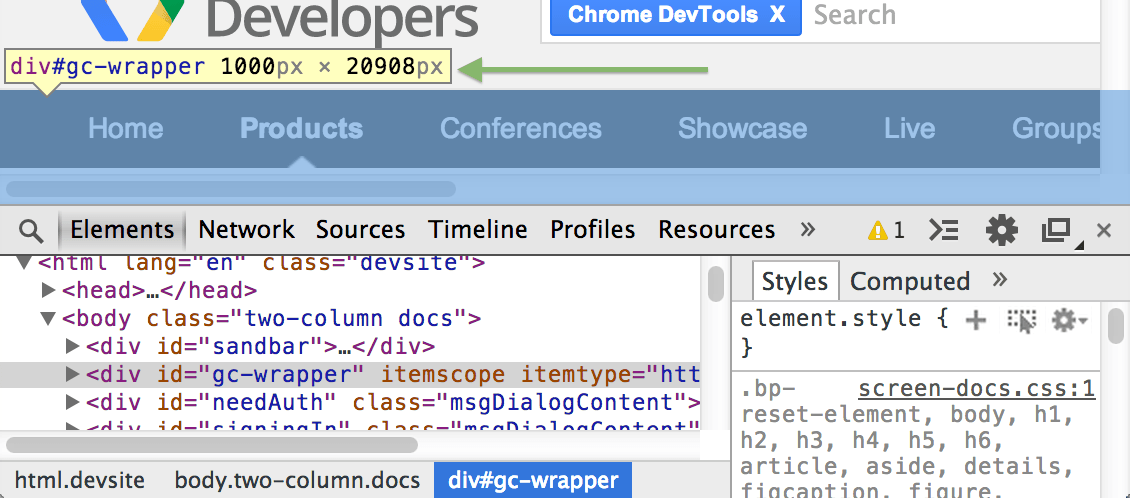 Developers
Chrome DevTools X Search
div#gc-wrapper 1000px × 20908px
Home Products Conferences Showcase Live Groups
Elements Network Sources Timeline Profiles Resources » 1 ×
<html lang="en" class="devsite">
<head>…</head>
<body class="two-column docs">
<div id="sandbar">…</div>
<div id="gc-wrapper" itemscope itemtype="htt
<div id="needAuth" class="msgDialogContent">
<div id="signingIn" class="msgDialogContent"
html.devsite body.two-column.docs div#gc-wrapper
Styles Computed »
element.style {
}
.bp- screen-docs.css:1
reset-element, body, h1,
h2, h3, h4, h5, h6,
article, aside, details,
figcaption, figure,